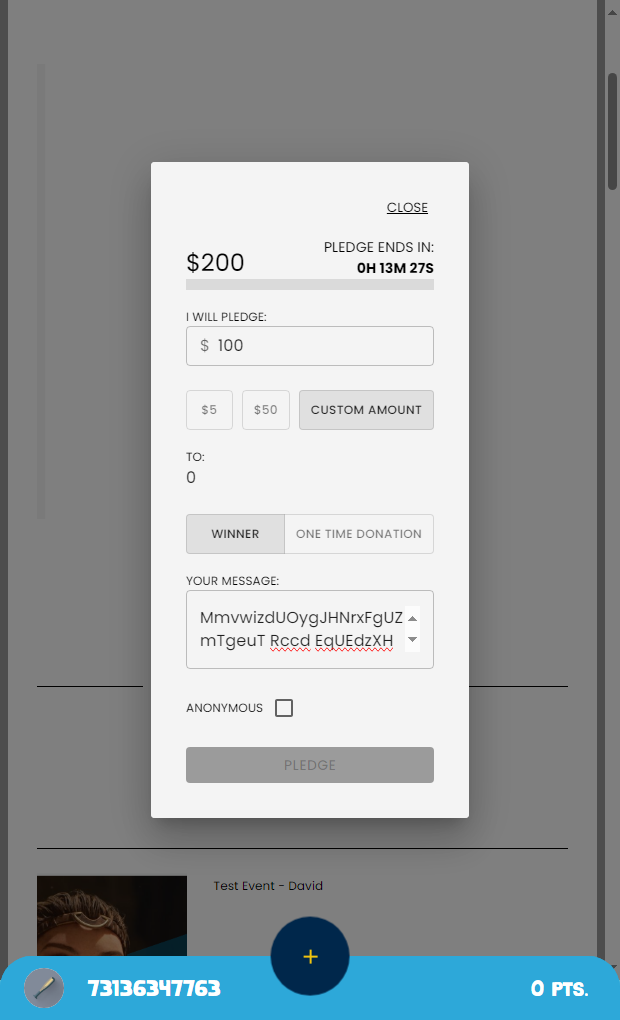 CLOSE
$200
PLEDGE ENDS IN:
0H 13M 27S
I WILL PLEDGE:
$ 100
$5 $50 CUSTOM AMOUNT
TO:
0
WINNER ONE TIME DONATION
YOUR MESSAGE:
MmvwizdUOygJHNrxFgUZ
mTgeuT Rccd EqUEdzXH
ANONYMOUS
PLEDGE
Test Event - David
+
73136347763
0 PTS.